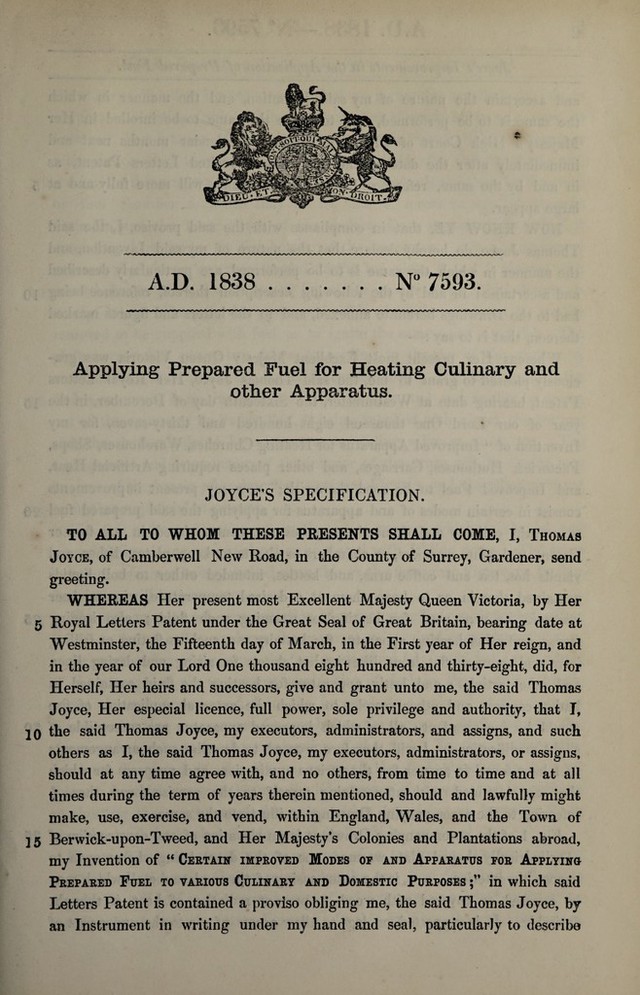 DIEU · ET · MON · DROIT.
A.D. 1838 . . . . . . . Nº 7593.
Applying Prepared Fuel for Heating Culinary and
other Apparatus.
JOYCE'S SPECIFICATION.
TO ALL TO WHOM THESE PRESENTS SHALL COME, I, THOMAS
JOYCE, of Camberwell New Road, in the County of Surrey, Gardener, send
greeting.
WHEREAS Her present most Excellent Majesty Queen Victoria, by Her
5 Royal Letters Patent under the Great Seal of Great Britain, bearing date at
Westminster, the Fifteenth day of March, in the First year of Her reign, and
in the year of our Lord One thousand eight hundred and thirty-eight, did, for
Herself, Her heirs and successors, give and grant unto me, the said Thomas
Joyce, Her especial licence, full power, sole privilege and authority, that I,
10 the said Thomas Joyce, my executors, administrators, and assigns, and such
others as I, the said Thomas Joyce, my executors, administrators, or assigns,
should at any time agree with, and no others, from time to time and at all
times during the term of years therein mentioned, should and lawfully might
make, use, exercise, and vend, within England, Wales, and the Town of
15 Berwick-upon-Tweed, and Her Majesty's Colonies and Plantations abroad,
my Invention of " CERTAIN IMPROVED MODES OF AND APPARATUS FOR APPLYING
PREPARED FUEL TO VARIOUS CULINARY AND DOMESTIC PURPOSES ;" in which said
Letters Patent is contained a proviso obliging me, the said Thomas Joyce, by
an Instrument in writing under my hand and seal, particularly to describe